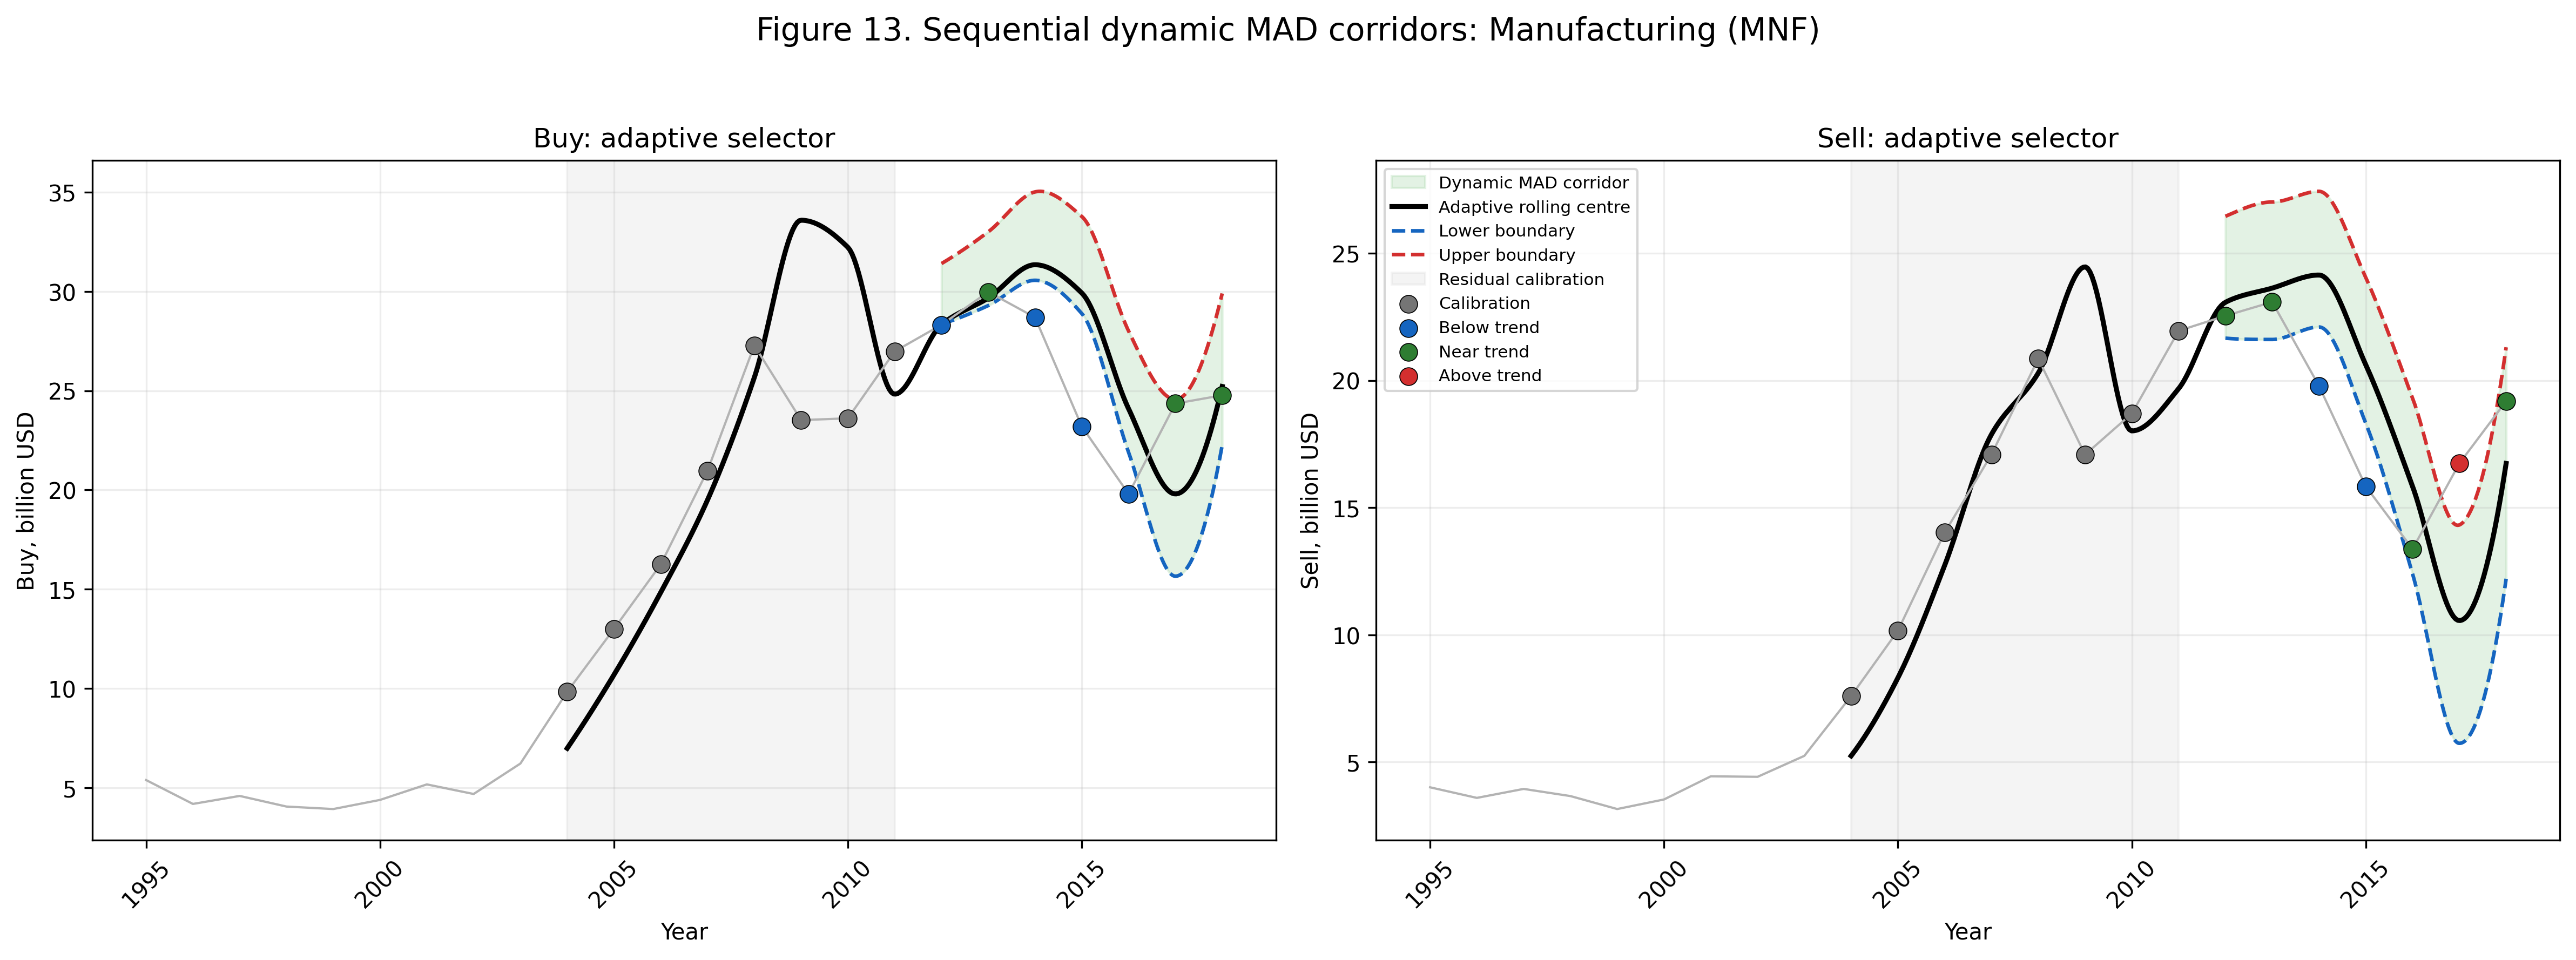 Figure 13. Sequential dynamic MAD corridors: Manufacturing (MNF)
Buy: adaptive selector
35
30
25
20
15
10
5
Buy, billion USD
1995
2000
2005
2010
2015
Year
Sell: adaptive selector
Dynamic MAD corridor
Adaptive rolling centre
Lower boundary
Upper boundary
Residual calibration
Calibration
Below trend
Near trend
Above trend
25
20
15
10
5
Sell, billion USD
1995
2000
2005
2010
2015
Year